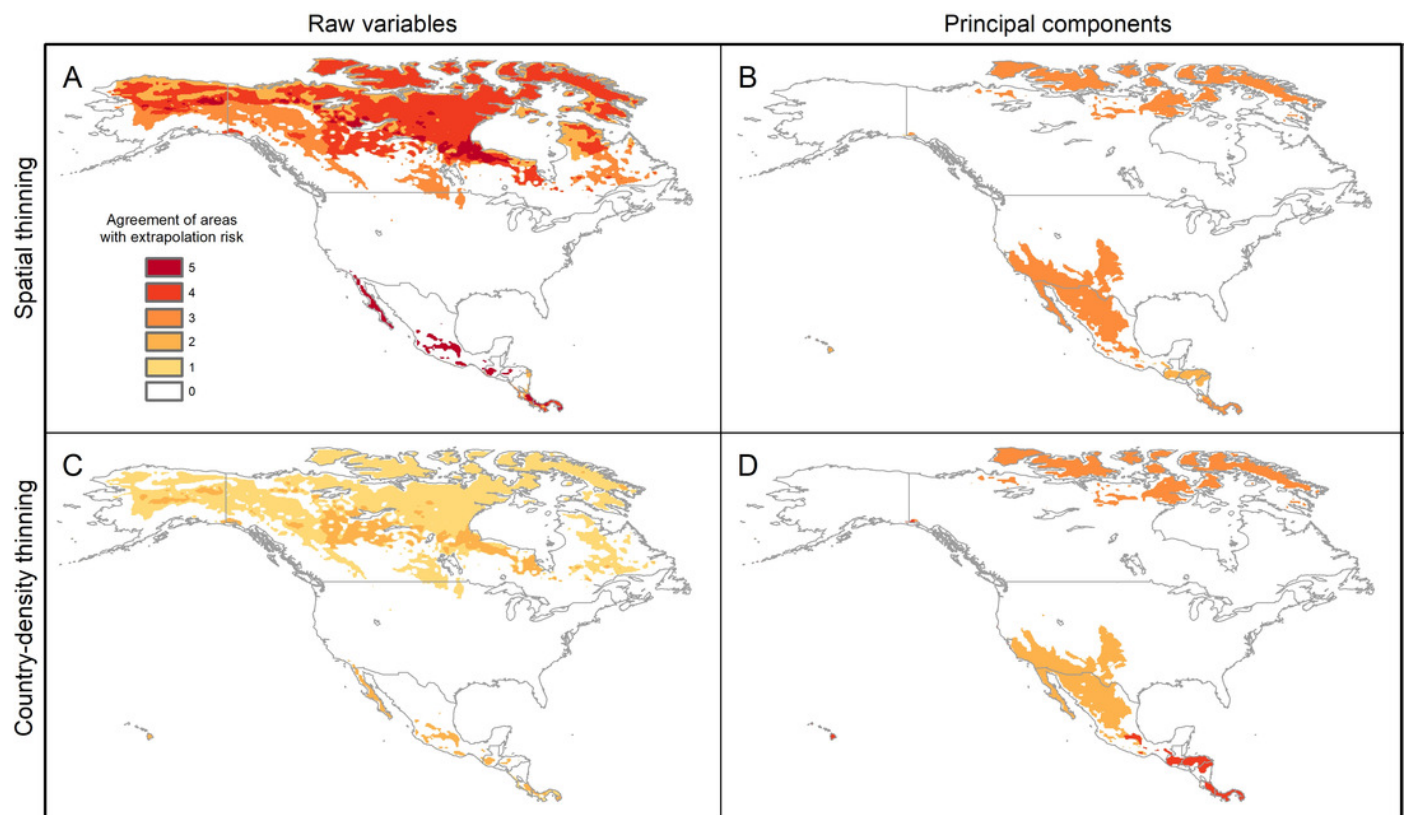 Raw variables
Principal components
Spatial thinning
A
B
Agreement of areas
with extrapolation risk
5
4
3
2
1
0
Country-density thinning
C
D